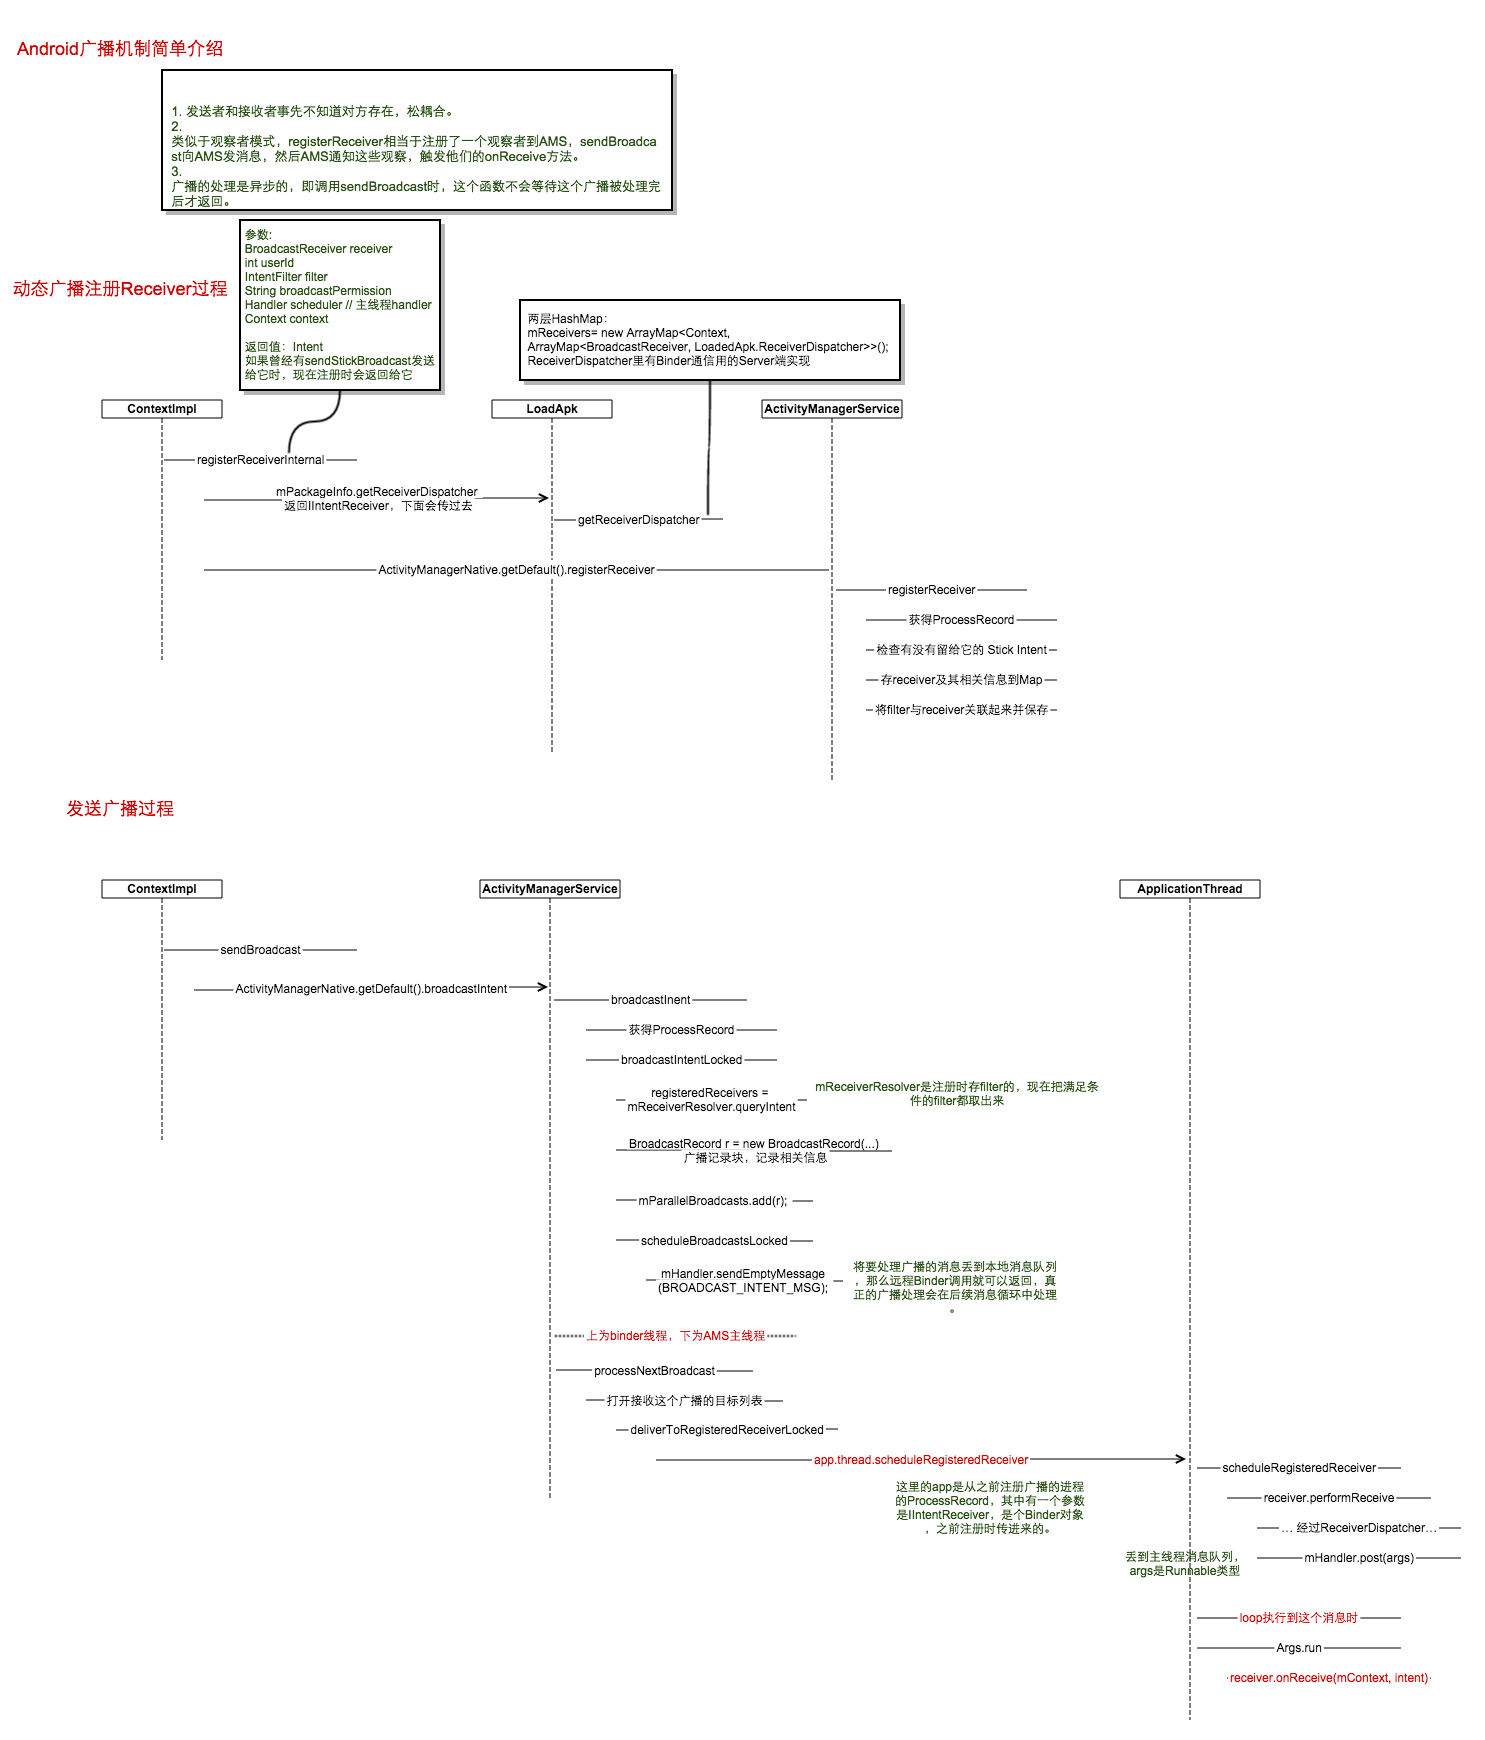 Android广播机制简单介绍
1. 发送者和接收者事先不知道对方存在，松耦合。
2.
类似于观察者模式，registerReceiver相当于注册了一个观察者到AMS，sendBroadca
st向AMS发消息，然后AMS通知这些观察，触发他们的onReceive方法。
3.
广播的处理是异步的，即调用sendBroadcast时，这个函数不会等待这个广播被处理完
后才返回。
动态广播注册Receiver过程
参数:
BroadcastReceiver receiver
int userId
IntentFilter filter
String broadcastPermission
Handler scheduler // 主线程handler
Context context
返回值：Intent
如果曾经有sendStickBroadcast发送
给它时，现在注册时会返回给它
两层HashMap：
mReceivers= new ArrayMap<Context,
ArrayMap<BroadcastReceiver, LoadedApk.ReceiverDispatcher>>();
ReceiverDispatcher里有Binder通信用的Server端实现
ContextImpl
LoadApk
ActivityManagerService
registerReceiverInternal
mPackageInfo.getReceiverDispatcher
返回IIntentReceiver，下面会传过去
getReceiverDispatcher
ActivityManagerNative.getDefault().registerReceiver
registerReceiver
获得ProcessRecord
检查有没有留给它的 Stick Intent
存receiver及其相关信息到Map
将filter与receiver关联起来并保存
发送广播过程
ContextImpl
ActivityManagerService
ApplicationThread
sendBroadcast
ActivityManagerNative.getDefault().broadcastIntent
broadcastInent
获得ProcessRecord
broadcastIntentLocked
registeredReceivers =
mReceiverResolver.queryIntent
mReceiverResolver是注册时存filter的，现在把满足条
件的filter都取出来
BroadcastRecord r = new BroadcastRecord(...)
广播记录块，记录相关信息
mParallelBroadcasts.add(r);
scheduleBroadcastsLocked
mHandler.sendEmptyMessage
(BROADCAST_INTENT_MSG);
将要处理广播的消息丢到本地消息队列
，那么远程Binder调用就可以返回，真
正的广播处理会在后续消息循环中处理
。
上为binder线程，下为AMS主线程
processNextBroadcast
打开接收这个广播的目标列表
deliverToRegisteredReceiverLocked
app.thread.scheduleRegisteredReceiver
这里的app是从之前注册广播的进程
的ProcessRecord，其中有一个参数
是IIntentReceiver，是个Binder对象
，之前注册时传进来的。
scheduleRegisteredReceiver
receiver.performReceive
... 经过ReceiverDispatcher...
mHandler.post(args)
丢到主线程消息队列，
args是Runnable类型
loop执行到这个消息时
Args.run
receiver.onReceive(mContext, intent)